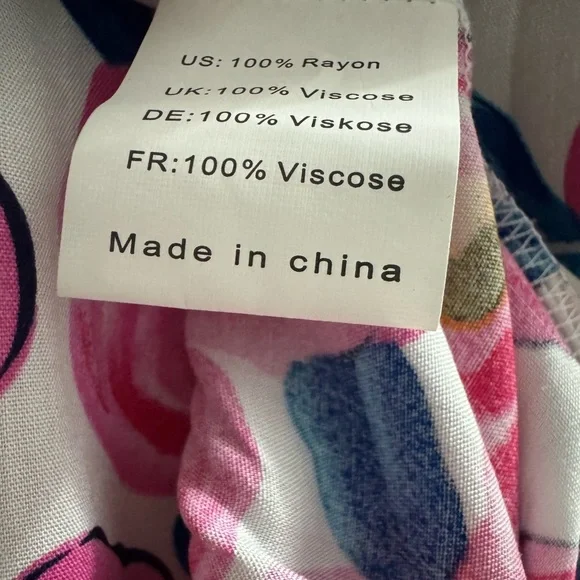 US: 100% Rayon
UK:100% Viscose
DE:100% Viskose
FR:100% Viscose
Made in china